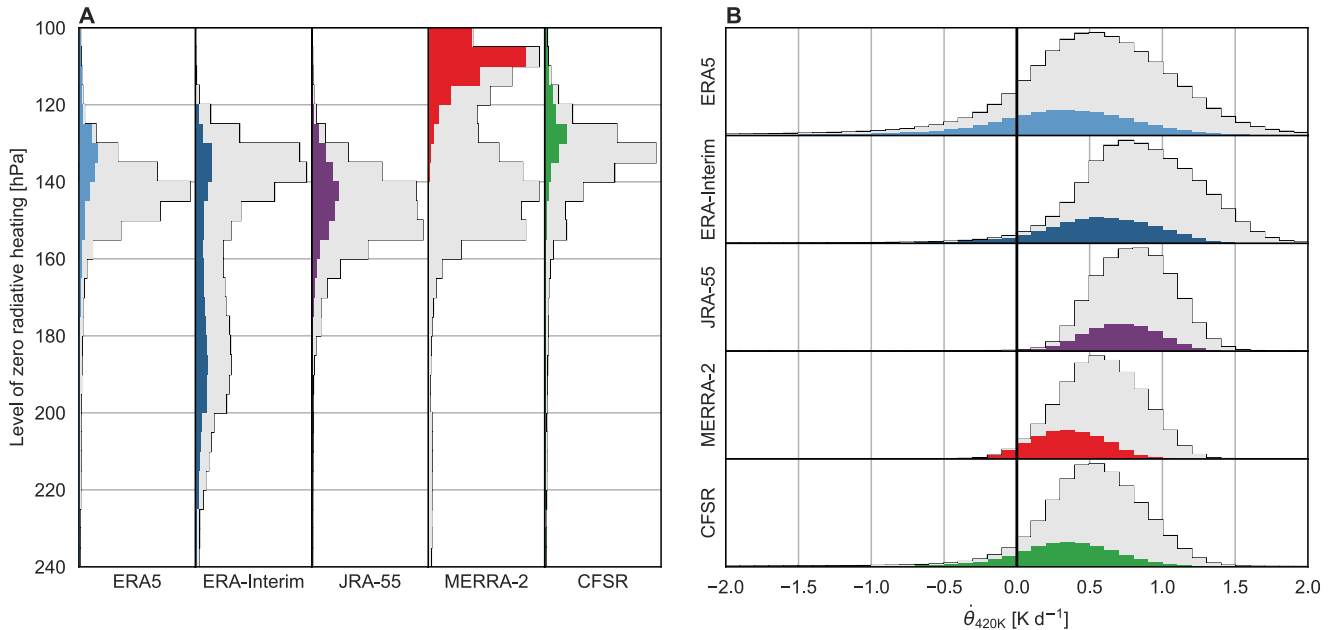 A
B
Level of zero radiative heating [hPa]
100
120
140
160
180
200
220
240
ERA5
ERA-Interim
JRA-55
MERRA-2
CFSR
ERA5
ERA-Interim
JRA-55
MERRA-2
CFSR
−2.0 −1.5 −1.0 −0.5 0.0 0.5 1.0 1.5 2.0
θ̇420K [K d−1]